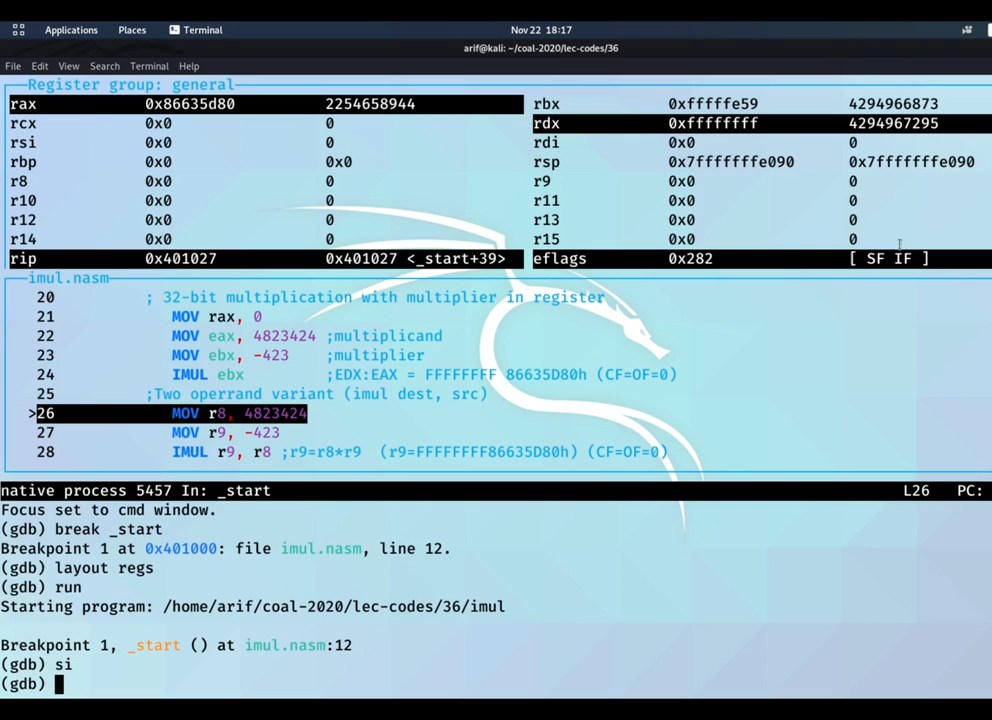 Applications Places Terminal Nov 22 18:17
arif@kali: ~/coal-2020/lec-codes/36
File Edit View Search Terminal Help
Register group: general
rax 0x86635d80 2254658944 rbx 0xfffffe59 4294966873
rcx 0x0 0 rdx 0xffffffff 4294967295
rsi 0x0 0 rdi 0x0 0
rbp 0x0 0x0 rsp 0x7fffffffe090 0x7fffffffe090
r8 0x0 0 r9 0x0 0
r10 0x0 0 r11 0x0 0
r12 0x0 0 r13 0x0 0
r14 0x0 0 r15 0x0 0
rip 0x401027 0x401027 <_start+39> eflags 0x282 [ SF IF ]
imul.nasm
20 ; 32-bit multiplication with multiplier in register
21 MOV rax, 0
22 MOV eax, 4823424 ;multiplicand
23 MOV ebx, -423 ;multiplier
24 IMUL ebx ;EDX:EAX = FFFFFFFF 86635D80h (CF=OF=0)
25 ;Two operrand variant (imul dest, src)
>26 MOV r8, 4823424
27 MOV r9, -423
28 IMUL r9, r8 ;r9=r8*r9 (r9=FFFFFFFF86635D80h) (CF=OF=0)
native process 5457 In: _start L26 PC:
Focus set to cmd window.
(gdb) break _start
Breakpoint 1 at 0x401000: file imul.nasm, line 12.
(gdb) layout regs
(gdb) run
Starting program: /home/arif/coal-2020/lec-codes/36/imul
Breakpoint 1, _start () at imul.nasm:12
(gdb) si
(gdb)